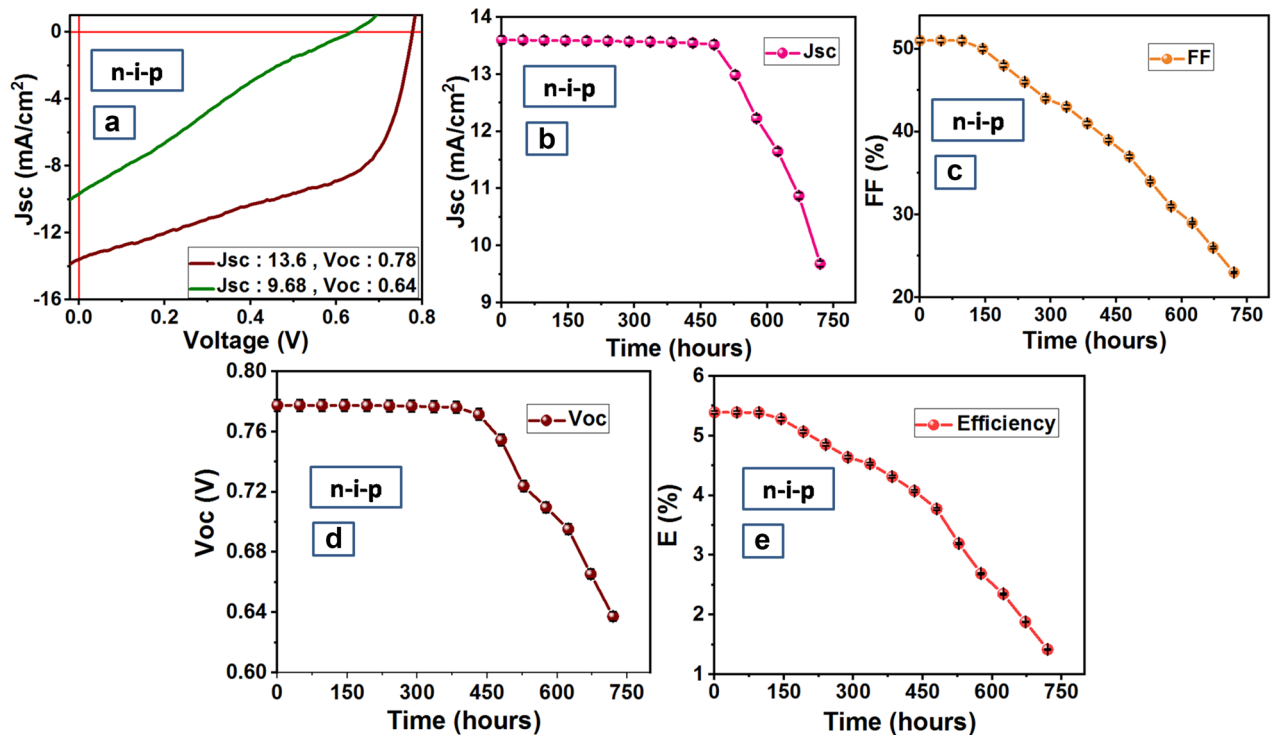 Jsc (mA/cm²)
0
-4
-8
-12
-16
n-i-p
a
Jsc : 13.6 , Voc : 0.78
Jsc : 9.68 , Voc : 0.64
0.0 0.2 0.4 0.6 0.8
Voltage (V)
Jsc (mA/cm²)
14
13
12
11
10
9
Jsc
n-i-p
b
0 150 300 450 600 750
Time (hours)
FF (%)
50
40
30
20
FF
n-i-p
c
0 150 300 450 600 750
Time (hours)
Voc (V)
0.80
0.76
0.72
0.68
0.64
0.60
Voc
n-i-p
d
0 150 300 450 600 750
Time (hours)
E (%)
6
5
4
3
2
1
Efficiency
n-i-p
e
0 150 300 450 600 750
Time (hours)